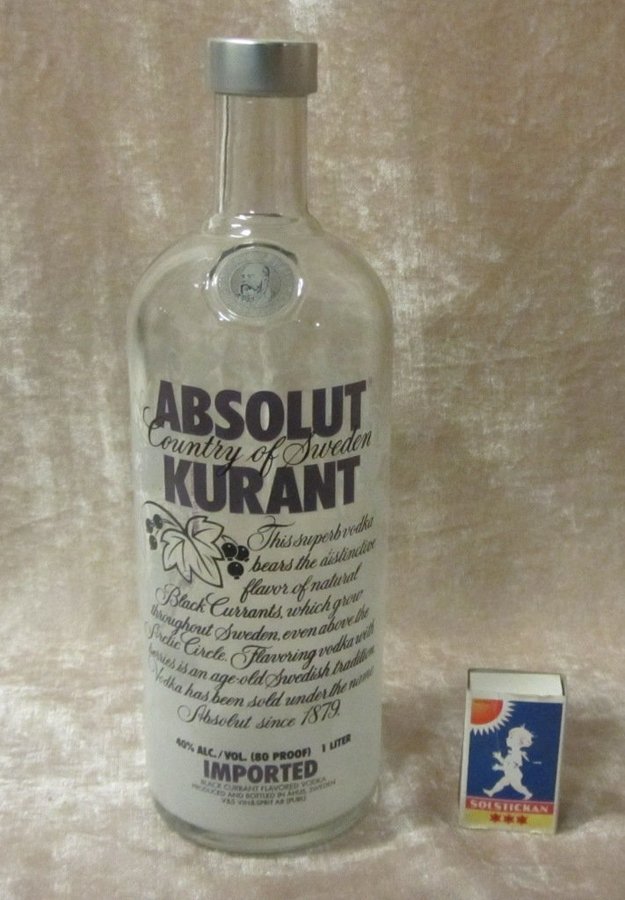 ABSOLUT
Country of Sweden
KURANT
This superb vodka
bears the distinctive
flavor of natural
Black Currants, which grow
throughout Sweden, even above the
Arctic Circle. Flavoring vodka with
berries is an age-old Swedish tradition.
Vodka has been sold under the name
Absolut since 1879.
40% ALC./VOL. (80 PROOF) 1 LITER
IMPORTED
BLACK CURRANT FLAVORED VODKA
PRODUCED AND BOTTLED IN ÅHUS, SWEDEN
V&S VIN&SPRIT AB (PUBL)
SOLSTICKAN